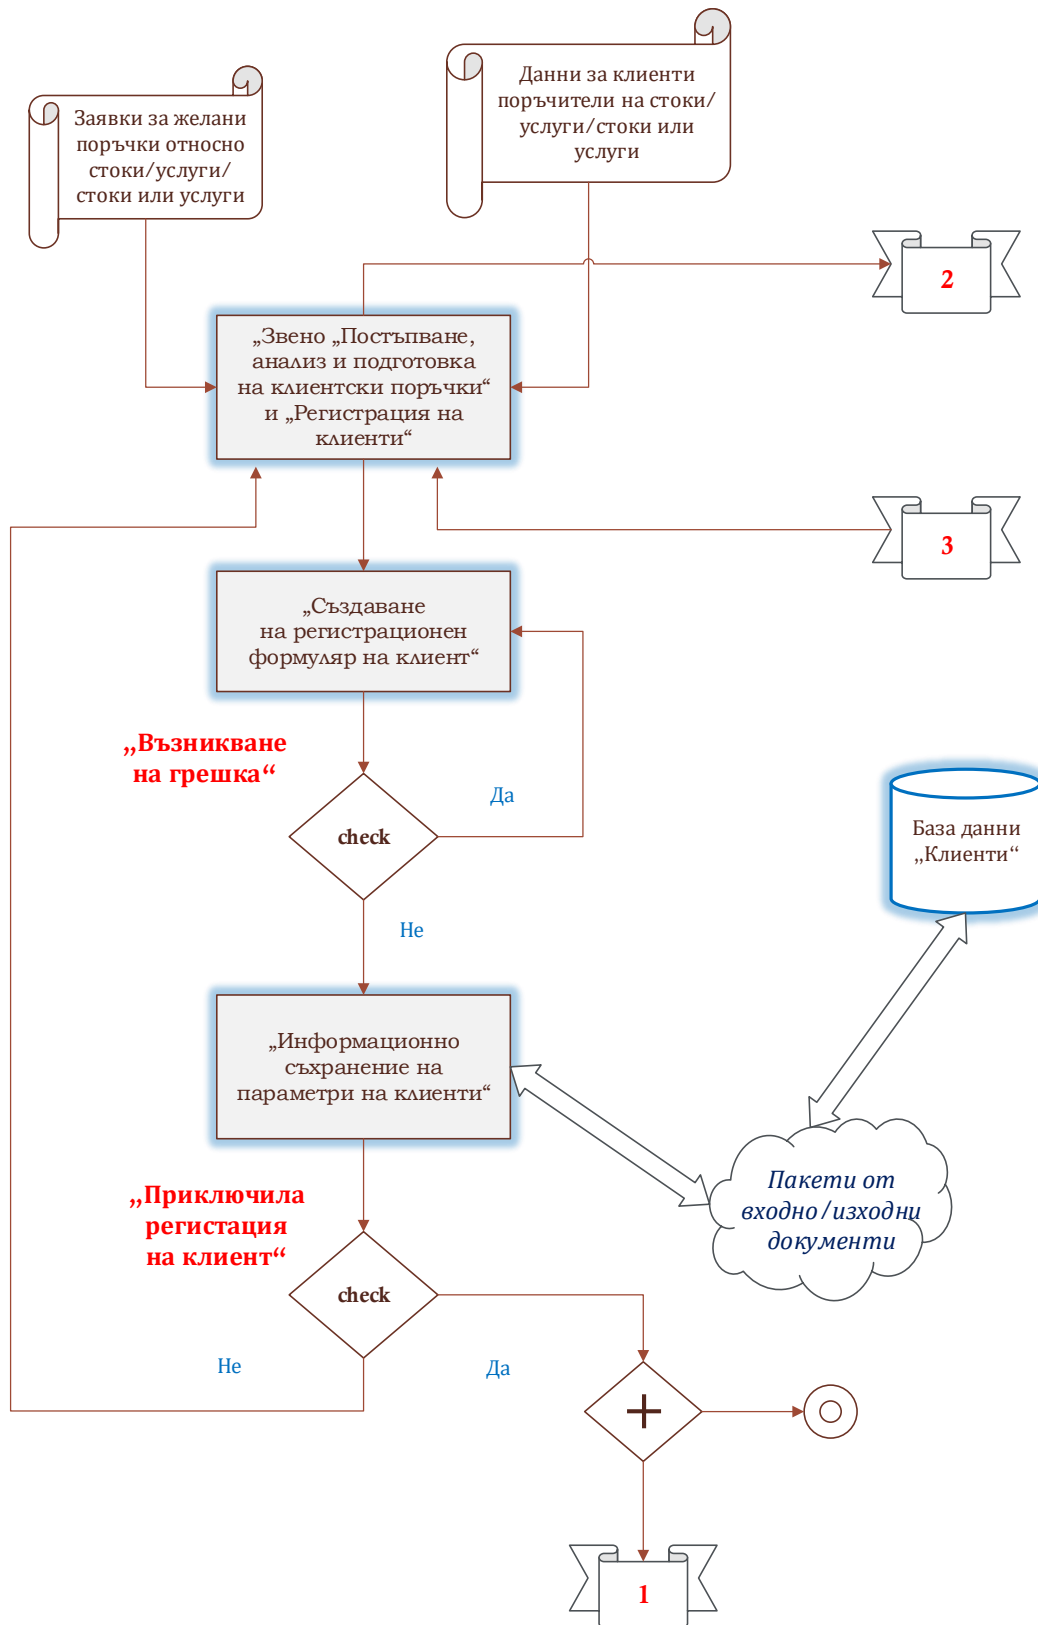 Заявки за желани
поръчки относно
стоки/услуги/
стоки или услуги
Данни за клиенти
поръчители на стоки/
услуги/стоки или
услуги
2
„Звено „Постъпване,
анализ и подготовка
на клиентски поръчки“
и „Регистрация на
клиенти“
3
„Създаване
на регистрационен
формуляр на клиент“
„Възникване
на грешка“
Да
check
База данни
„Клиенти“
Не
„Информационно
съхранение на
параметри на клиенти“
Пакети от
входно/изходни
документи
„Приключила
регистация
на клиент“
check
Не
Да
1